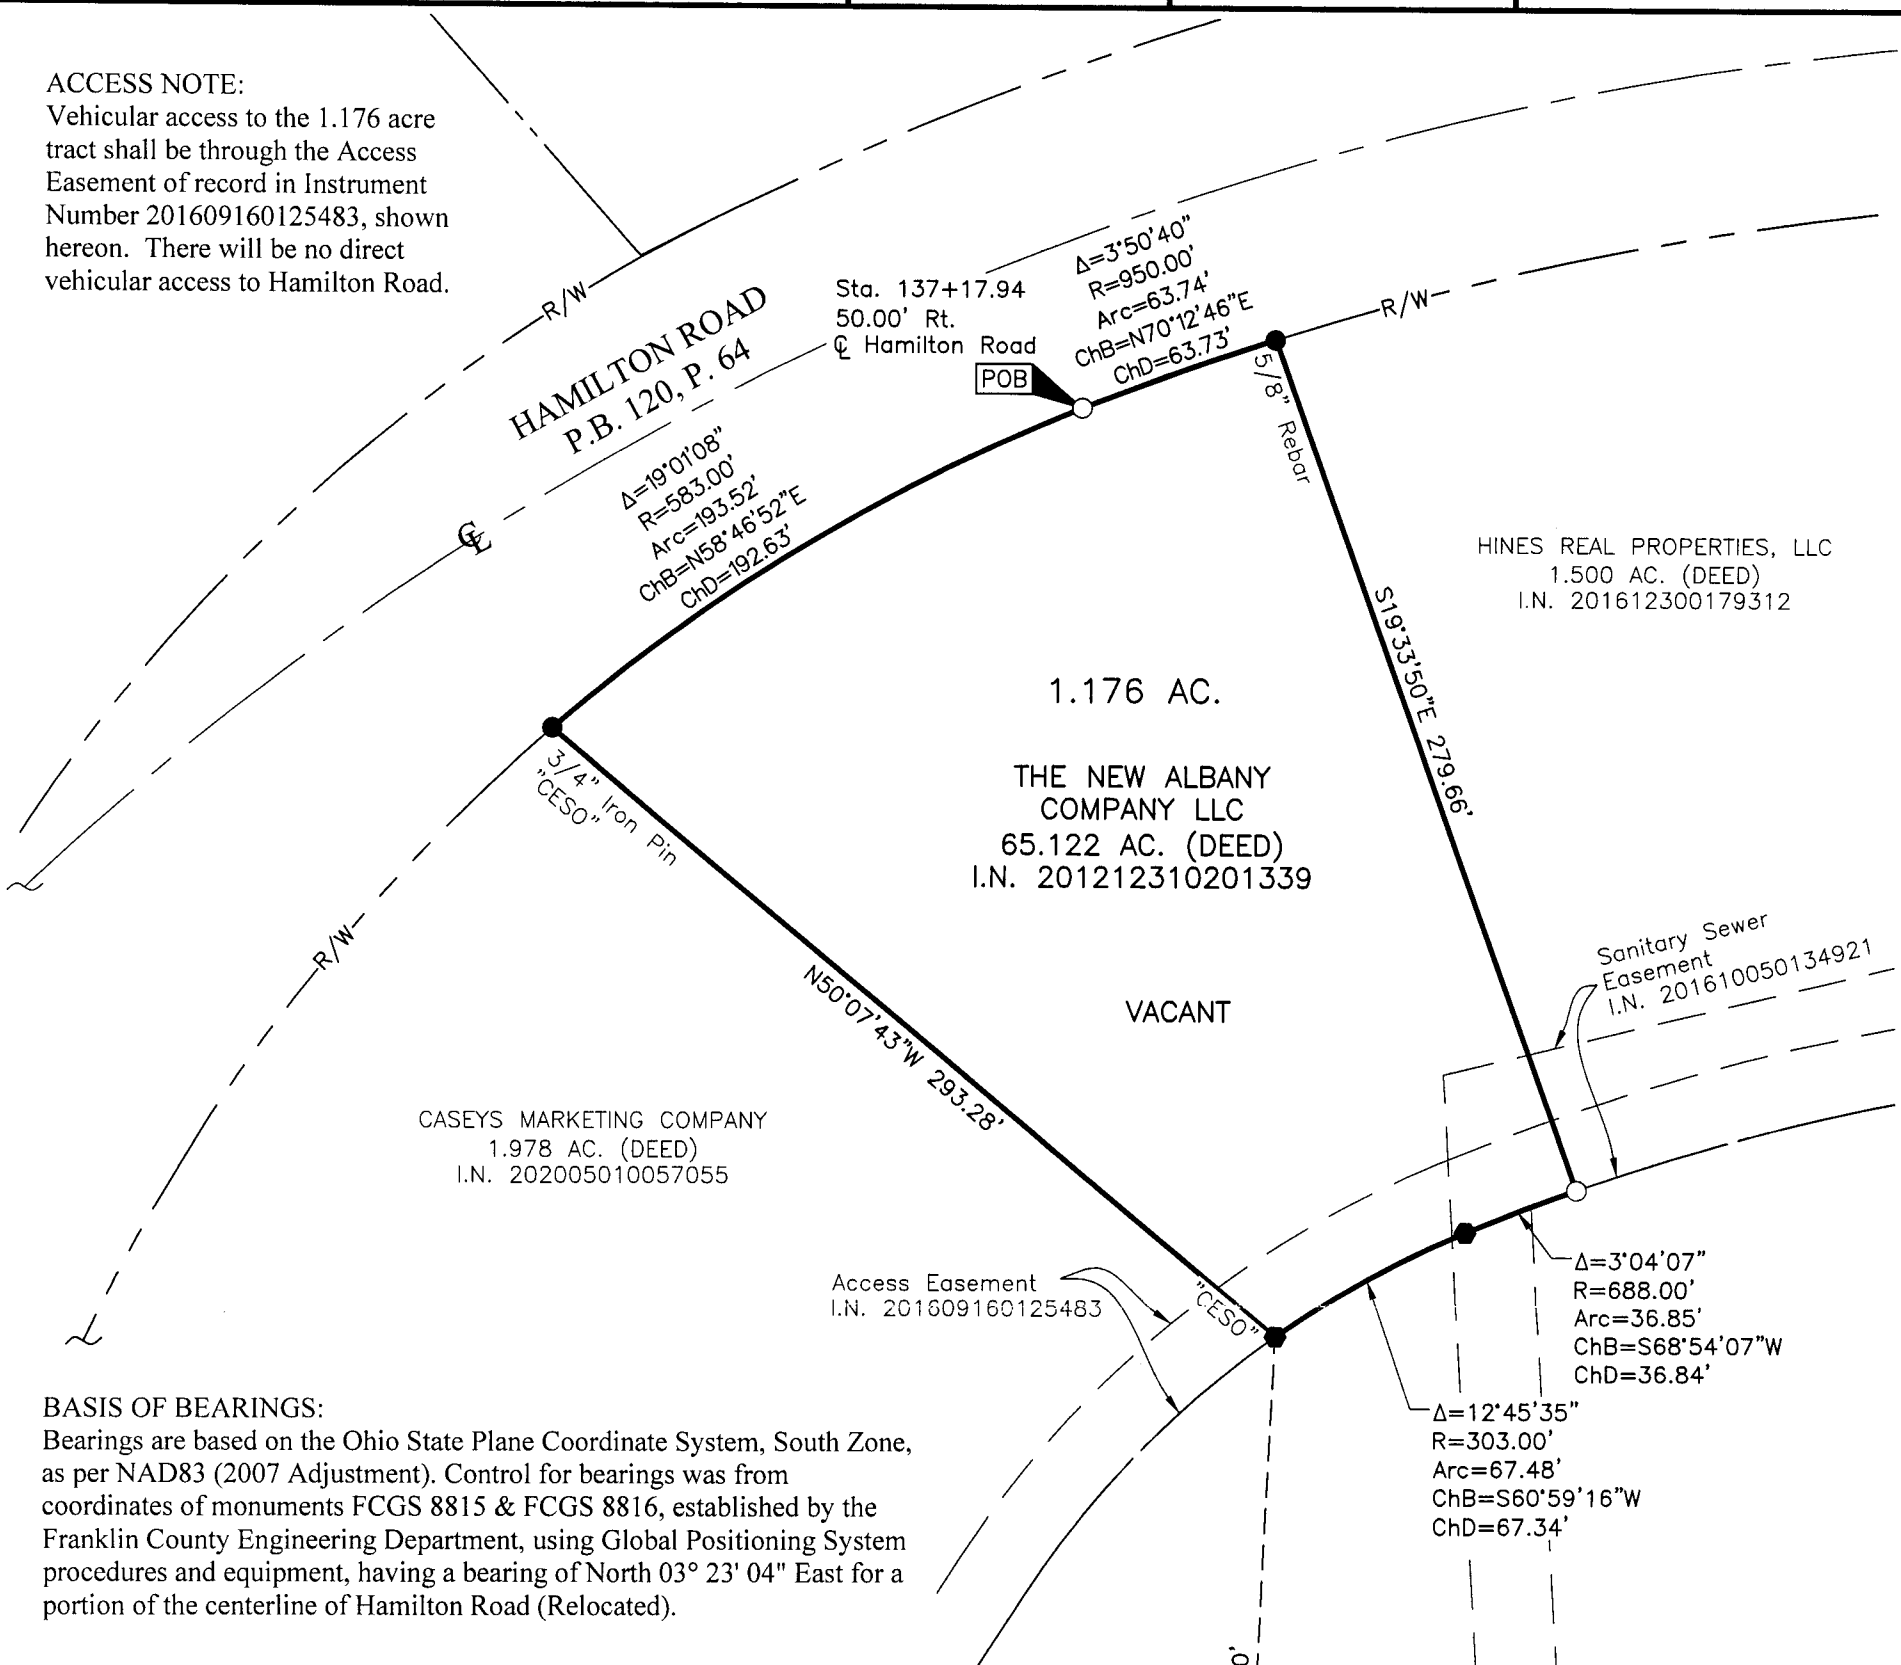 ACCESS NOTE:
Vehicular access to the 1.176 acre
tract shall be through the Access
Easement of record in Instrument
Number 201609160125483, shown
hereon.  There will be no direct
vehicular access to Hamilton Road.
R/W
HAMILTON ROAD
P.B. 120, P. 64
Sta. 137+17.94
50.00' Rt.
℄ Hamilton Road
POB
Δ=3°50'40"
R=950.00'
Arc=63.74'
ChB=N70°12'46"E
ChD=63.73'
R/W
5/8" Rebar
℄
Δ=19°01'08"
R=583.00'
Arc=193.52'
ChB=N58°46'52"E
ChD=192.63'
HINES REAL PROPERTIES, LLC
1.500 AC. (DEED)
I.N. 201612300179312
S19°33'50"E 279.66'
1.176 AC.
THE NEW ALBANY
COMPANY LLC
65.122 AC. (DEED)
I.N. 201212310201339
VACANT
3/4" Iron Pin
"CESO"
R/W
N50°07'43"W 293.28'
Sanitary Sewer
Easement
I.N. 201610050134921
CASEYS MARKETING COMPANY
1.978 AC. (DEED)
I.N. 202005010057055
Access Easement
I.N. 201609160125483
"CESO"
Δ=3°04'07"
R=688.00'
Arc=36.85'
ChB=S68°54'07"W
ChD=36.84'
Δ=12°45'35"
R=303.00'
Arc=67.48'
ChB=S60°59'16"W
ChD=67.34'
BASIS OF BEARINGS:
Bearings are based on the Ohio State Plane Coordinate System, South Zone,
as per NAD83 (2007 Adjustment). Control for bearings was from
coordinates of monuments FCGS 8815 & FCGS 8816, established by the
Franklin County Engineering Department, using Global Positioning System
procedures and equipment, having a bearing of North 03° 23' 04" East for a
portion of the centerline of Hamilton Road (Relocated).